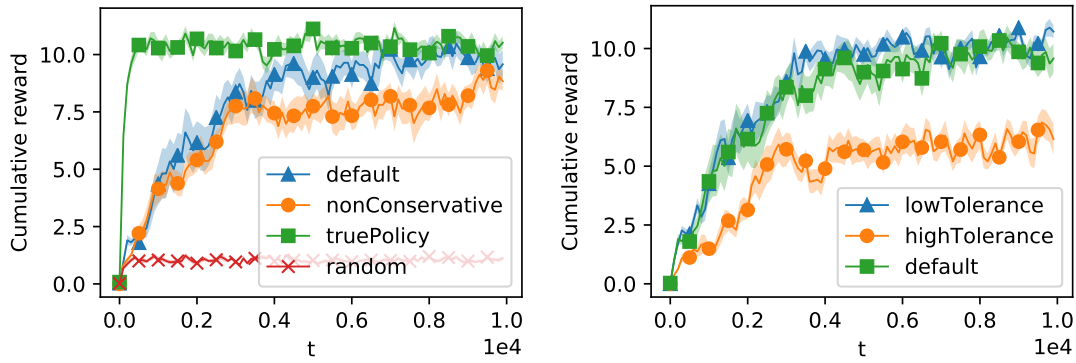 Cumulative reward
10.0
7.5
5.0
2.5
0.0
default
nonConservative
truePolicy
random
0.0 0.2 0.4 0.6 0.8 1.0
1e4
t
Cumulative reward
10.0
7.5
5.0
2.5
0.0
lowTolerance
highTolerance
default
0.0 0.2 0.4 0.6 0.8 1.0
1e4
t